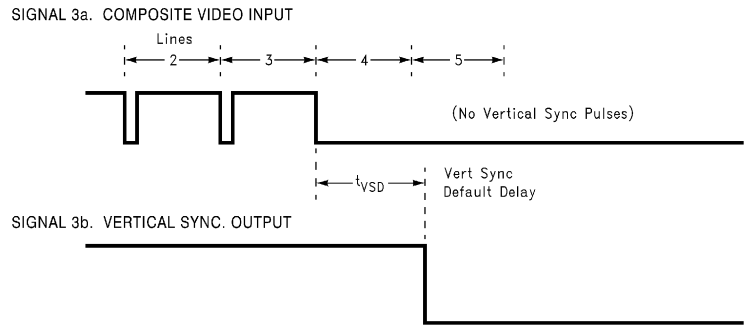 SIGNAL 3a. COMPOSITE VIDEO INPUT
Lines
2 3 4 5
(No Vertical Sync Pulses)
tVSD
Vert Sync
Default Delay
SIGNAL 3b. VERTICAL SYNC. OUTPUT